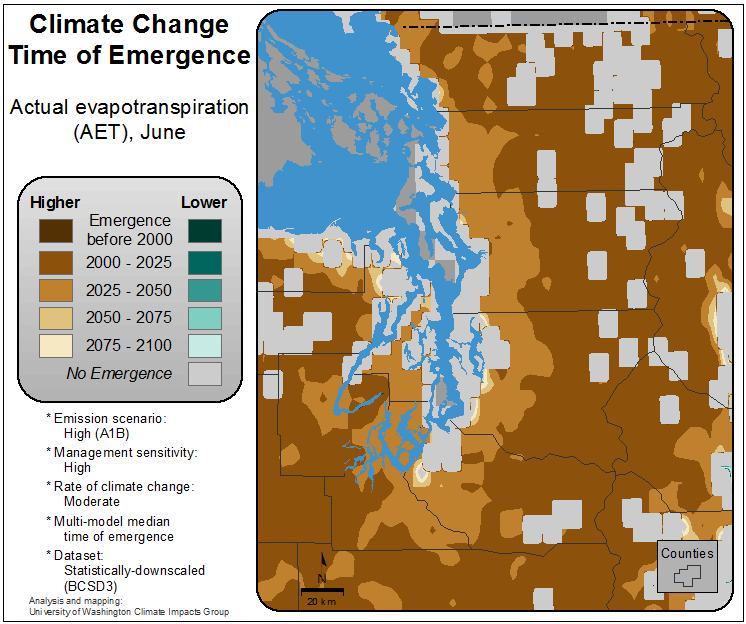 Climate Change
Time of Emergence
Actual evapotranspiration
(AET), June
Higher Lower
Emergence
before 2000
2000 - 2025
2025 - 2050
2050 - 2075
2075 - 2100
No Emergence
* Emission scenario:
High (A1B)
* Management sensitivity:
High
* Rate of climate change:
Moderate
* Multi-model median
time of emergence
* Dataset:
Statistically-downscaled
(BCSD3)
Analysis and mapping:
University of Washington Climate Impacts Group
N
20 km
Counties